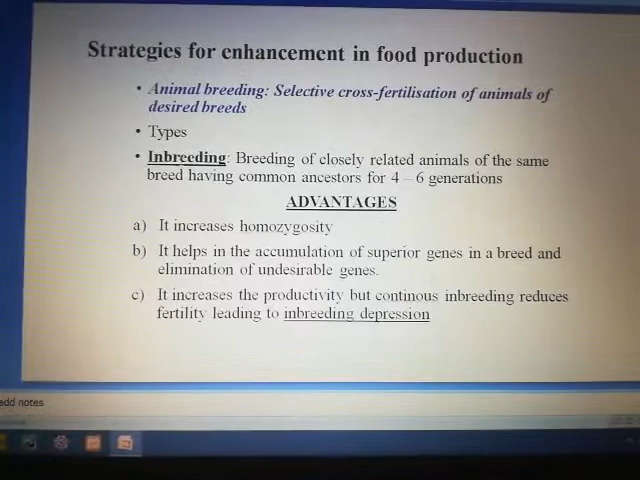 Strategies for enhancement in food production
• Animal breeding: Selective cross-fertilisation of animals of
desired breeds
• Types
• Inbreeding: Breeding of closely related animals of the same
breed having common ancestors for 4 – 6 generations
ADVANTAGES
a) It increases homozygosity
b) It helps in the accumulation of superior genes in a breed and
elimination of undesirable genes.
c) It increases the productivity but continous inbreeding reduces
fertility leading to inbreeding depression
add notes